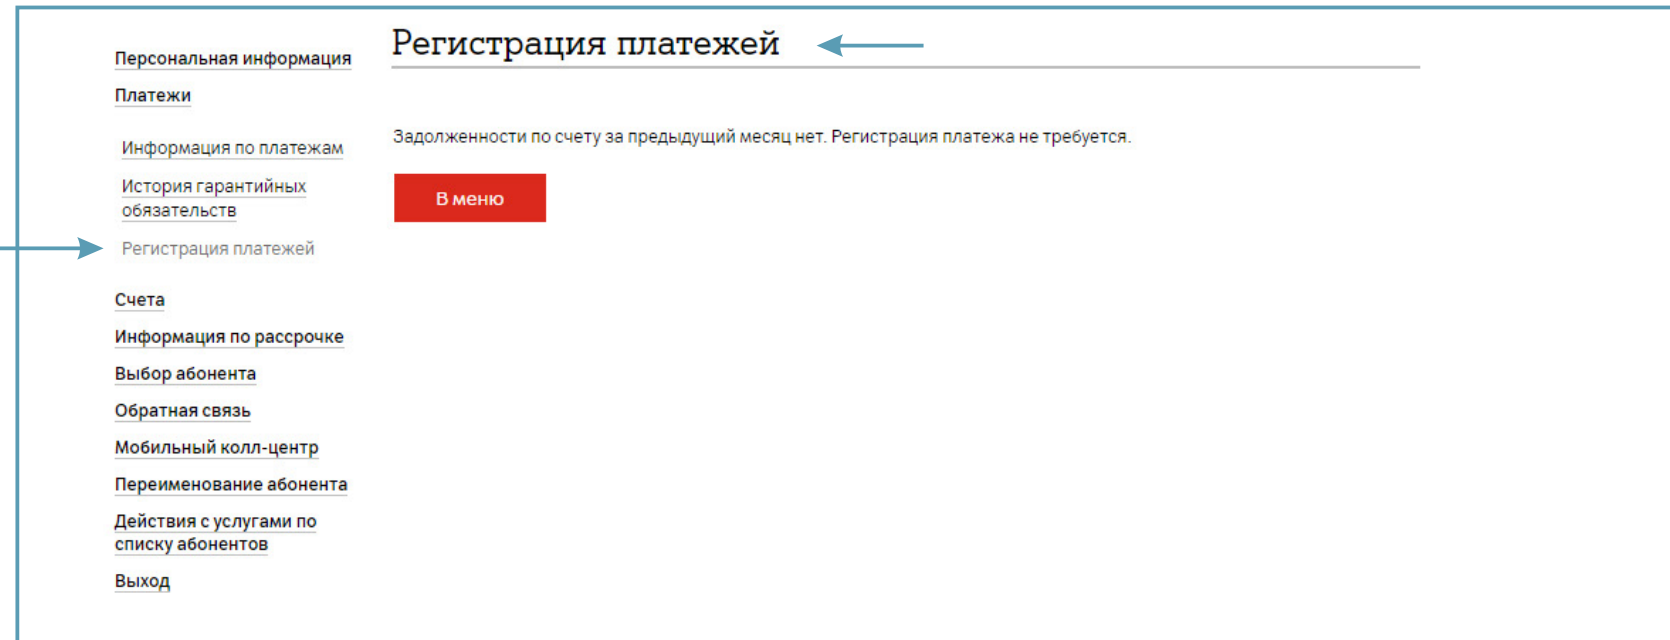 Регистрация платежей
Персональная информация
Платежи
Информация по платежам
История гарантийных
обязательств
Регистрация платежей
Счета
Информация по рассрочке
Выбор абонента
Обратная связь
Мобильный колл-центр
Переименование абонента
Действия с услугами по
списку абонентов
Выход
Задолженности по счету за предыдущий месяц нет. Регистрация платежа не требуется.
В меню